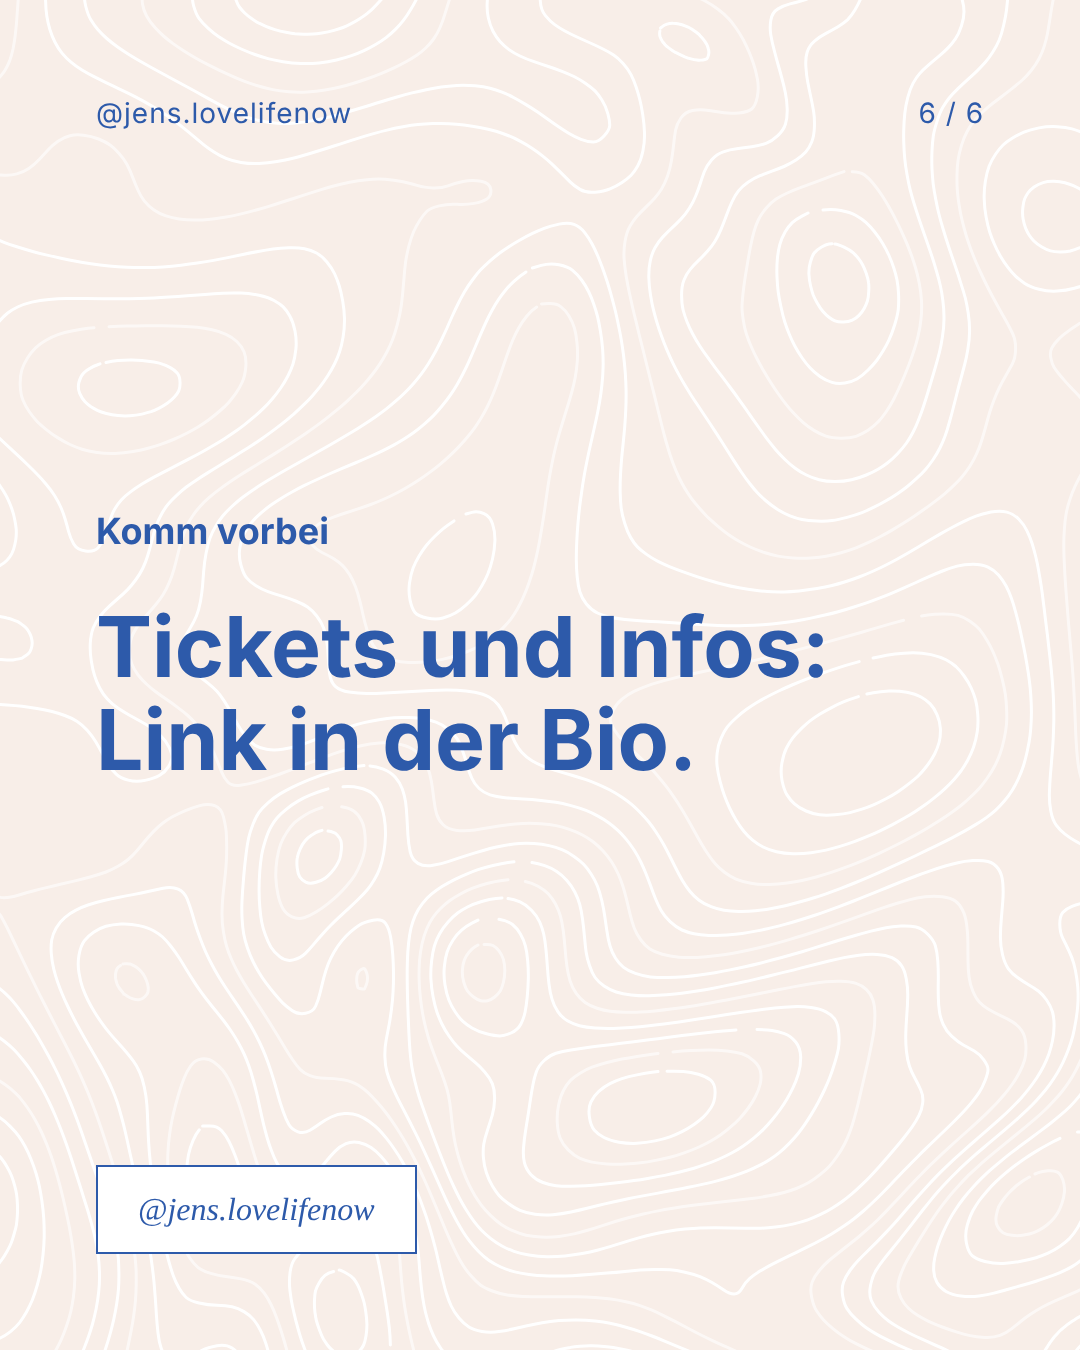 @jens.lovelifenow
6 / 6
Komm vorbei
Tickets und Infos:
Link in der Bio.
@jens.lovelifenow